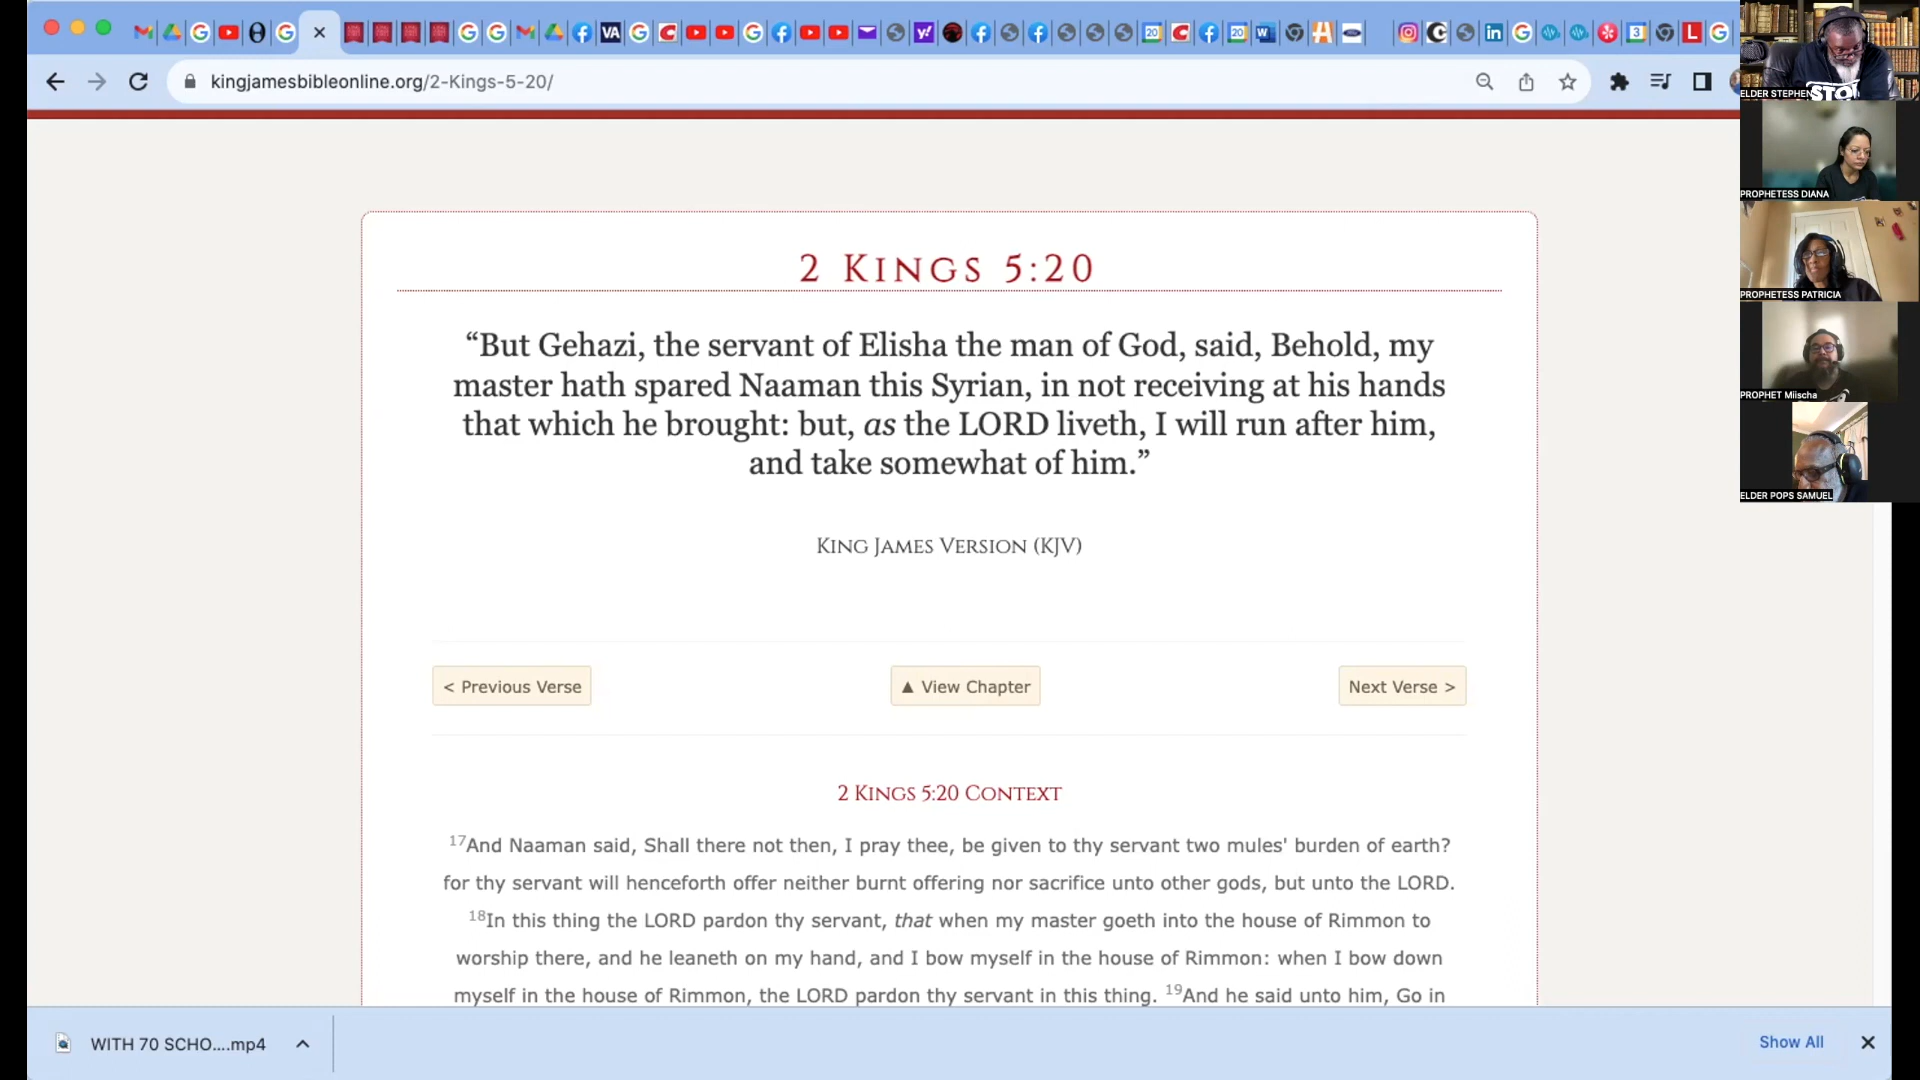 kingjamesbibleonline.org/2-Kings-5-20/
2 Kings 5:20
“But Gehazi, the servant of Elisha the man of God, said, Behold, my
master hath spared Naaman this Syrian, in not receiving at his hands
that which he brought: but, as the LORD liveth, I will run after him,
and take somewhat of him.”
King James Version (KJV)
< Previous Verse
▲ View Chapter
Next Verse >
2 Kings 5:20 Context
17And Naaman said, Shall there not then, I pray thee, be given to thy servant two mules' burden of earth?
for thy servant will henceforth offer neither burnt offering nor sacrifice unto other gods, but unto the LORD.
18In this thing the LORD pardon thy servant, that when my master goeth into the house of Rimmon to
worship there, and he leaneth on my hand, and I bow myself in the house of Rimmon: when I bow down
myself in the house of Rimmon, the LORD pardon thy servant in this thing. 19And he said unto him, Go in
WITH 70 SCHO....mp4
Show All
ELDER STEPHEN
PROPHETESS DIANA
PROPHETESS PATRICIA
PROPHET Miischa
ELDER POPS SAMUEL